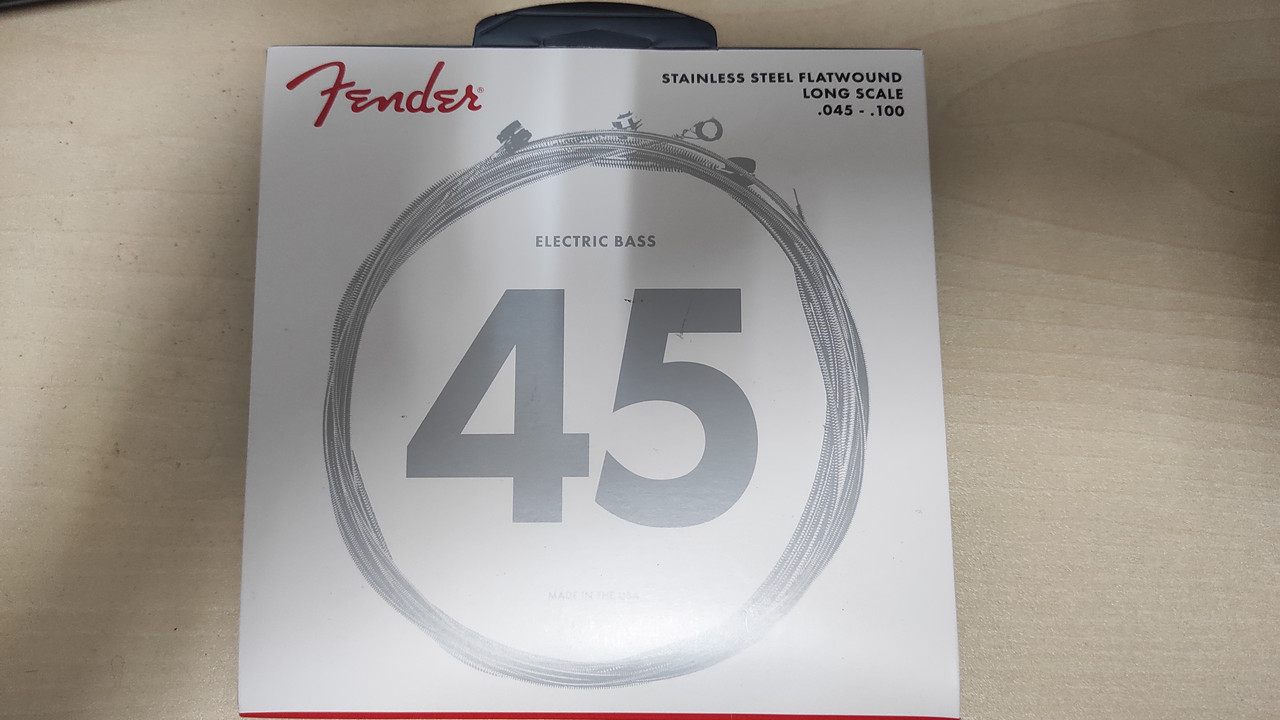 Fender®
STAINLESS STEEL FLATWOUND
LONG SCALE
.045 - .100
ELECTRIC BASS
45
MADE IN THE USA